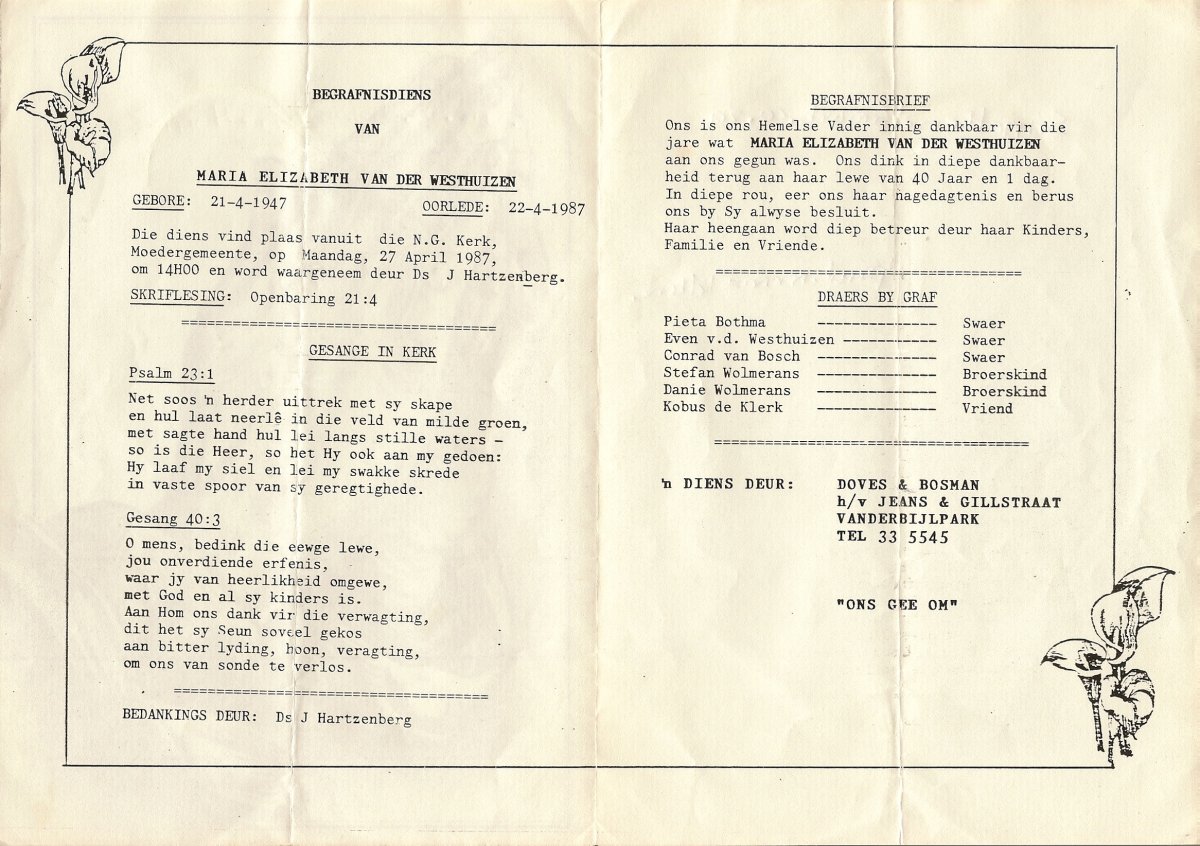 BEGRAFNISDIENS
VAN
MARIA ELIZABETH VAN DER WESTHUIZEN
GEBORE: 21-4-1947 OORLEDE: 22-4-1987
Die diens vind plaas vanuit die N.G. Kerk,
Moedergemeente, op Maandag, 27 April 1987,
om 14H00 en word waargeneem deur Ds J Hartzenberg.
SKRIFLESING: Openbaring 21:4
=====================================
GESANGE IN KERK
Psalm 23:1
Net soos 'n herder uittrek met sy skape
en hul laat neerlê in die veld van milde groen,
met sagte hand hul lei langs stille waters –
so is die Heer, so het Hy ook aan my gedoen:
Hy laaf my siel en lei my swakke skrede
in vaste spoor van sy geregtighede.
Gesang 40:3
O mens, bedink die eewge lewe,
jou onverdiende erfenis,
waar jy van heerlikheid omgewe,
met God en al sy kinders is.
Aan Hom ons dank vir die verwagting,
dit het sy Seun soveel gekos
aan bitter lyding, hoon, veragting,
om ons van sonde te verlos.
=====================================
BEDANKINGS DEUR: Ds J Hartzenberg
BEGRAFNISBRIEF
Ons is ons Hemelse Vader innig dankbaar vir die
jare wat MARIA ELIZABETH VAN DER WESTHUIZEN
aan ons gegun was. Ons dink in diepe dankbaar-
heid terug aan haar lewe van 40 Jaar en 1 dag.
In diepe rou, eer ons haar nagedagtenis en berus
ons by Sy alwyse besluit.
Haar heengaan word diep betreur deur haar Kinders,
Familie en Vriende.
====================================
DRAERS BY GRAF
Pieta Bothma -------------- Swaer
Even v.d. Westhuizen ----------- Swaer
Conrad van Bosch -------------- Swaer
Stefan Wolmerans -------------- Broerskind
Danie Wolmerans -------------- Broerskind
Kobus de Klerk -------------- Vriend
=====================================
'n DIENS DEUR: DOVES & BOSMAN
h/v JEANS & GILLSTRAAT
VANDERBIJLPARK
TEL 33 5545
"ONS GEE OM"